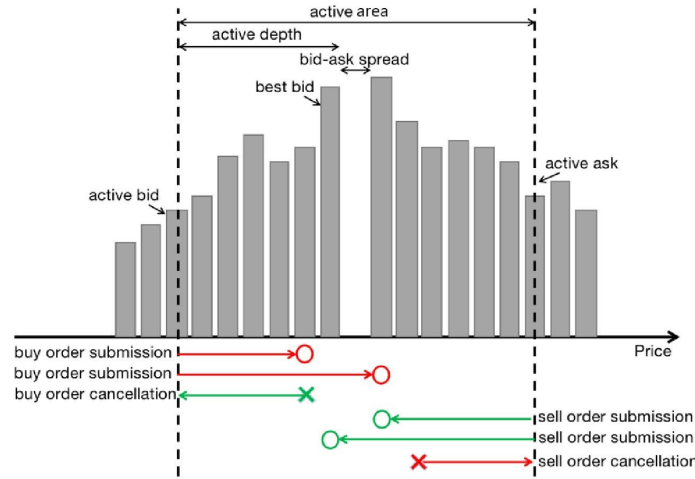 active area
active depth
bid-ask spread
best bid
active ask
active bid
Price
buy order submission
buy order submission
buy order cancellation
sell order submission
sell order submission
sell order cancellation